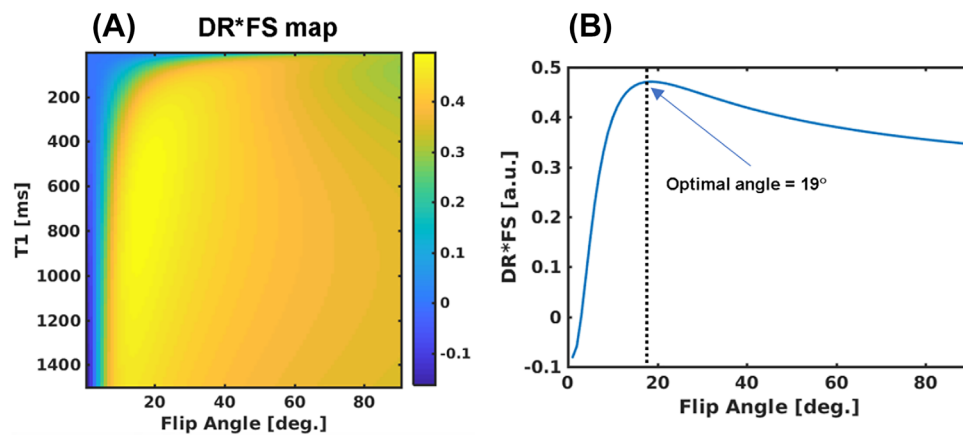 (A) DR*FS map
200
400
600
800
1000
1200
1400
T1 [ms]
20 40 60 80
Flip Angle [deg.]
0.4
0.3
0.2
0.1
0
-0.1
(B)
0.5
0.4
0.3
0.2
0.1
0
-0.1
DR*FS [a.u.]
Optimal angle = 19°
0 20 40 60 80
Flip Angle [deg.]